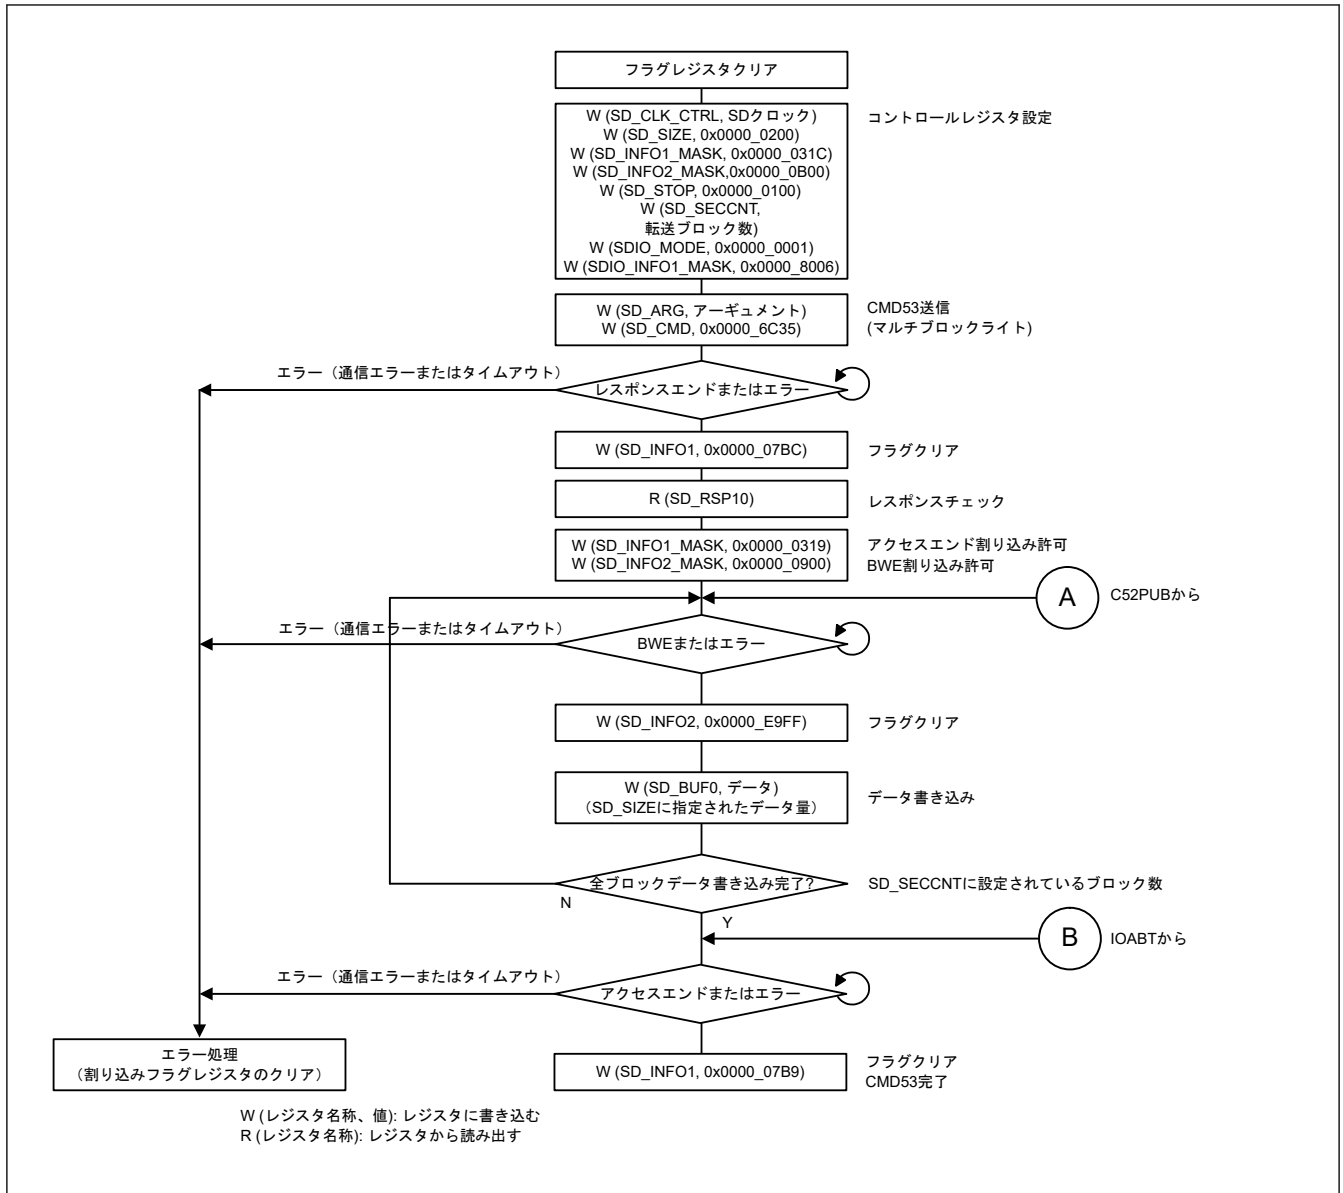 フラグレジスタクリア
W (SD_CLK_CTRL, SDクロック)
W (SD_SIZE, 0x0000_0200)
W (SD_INFO1_MASK, 0x0000_031C)
W (SD_INFO2_MASK,0x0000_0B00)
W (SD_STOP, 0x0000_0100)
W (SD_SECCNT,
転送ブロック数)
W (SDIO_MODE, 0x0000_0001)
W (SDIO_INFO1_MASK, 0x0000_8006)
コントロールレジスタ設定
W (SD_ARG, アーギュメント)
W (SD_CMD, 0x0000_6C35)
CMD53送信
(マルチブロックライト)
エラー（通信エラーまたはタイムアウト）
レスポンスエンドまたはエラー
W (SD_INFO1, 0x0000_07BC)
フラグクリア
R (SD_RSP10)
レスポンスチェック
W (SD_INFO1_MASK, 0x0000_0319)
W (SD_INFO2_MASK, 0x0000_0900)
アクセスエンド割り込み許可
BWE割り込み許可
A
C52PUBから
エラー（通信エラーまたはタイムアウト）
BWEまたはエラー
W (SD_INFO2, 0x0000_E9FF)
フラグクリア
W (SD_BUF0, データ)
（SD_SIZEに指定されたデータ量）
データ書き込み
全ブロックデータ書き込み完了?
SD_SECCNTに設定されているブロック数
N
Y
B
IOABTから
エラー（通信エラーまたはタイムアウト）
アクセスエンドまたはエラー
エラー処理
（割り込みフラグレジスタのクリア）
W (SD_INFO1, 0x0000_07B9)
フラグクリア
CMD53完了
W (レジスタ名称、値): レジスタに書き込む
R (レジスタ名称): レジスタから読み出す